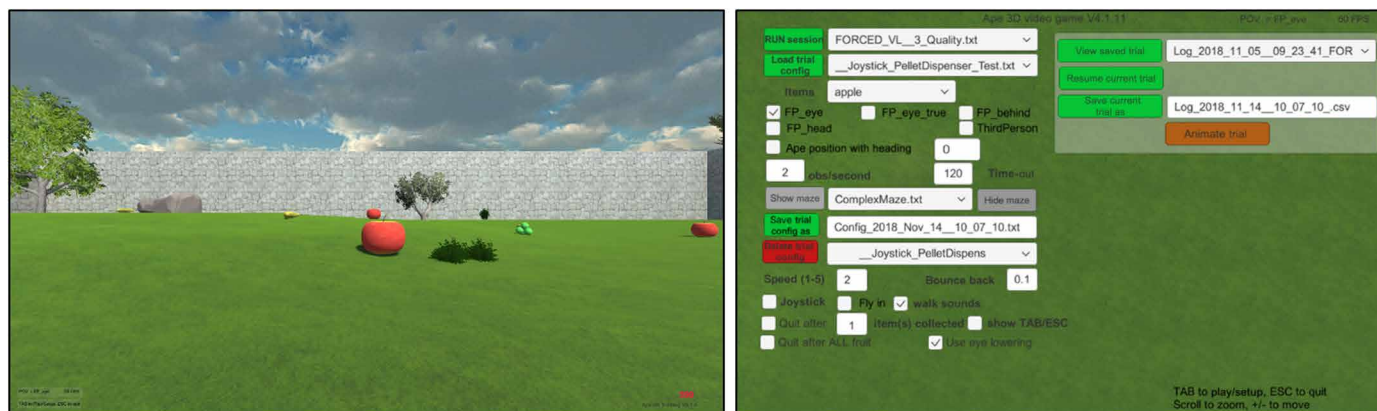 Ape 3D video game V4.1.11 POV. = FP_eye 60 FPS
RUN session FORCED_VL__3_Quality.txt
Load trial config __Joystick_PelletDispenser_Test.txt
Items apple
FP_eye FP_eye_true FP_behind
FP_head ThirdPerson
Ape position with heading 0
2 obs/second 120 Time-out
Show maze ComplexMaze.txt Hide maze
Save trial config as Config_2018_Nov_14__10_07_10.txt
Delete trial config __Joystick_PelletDispens
Speed (1-5) 2 Bounce back 0.1
Joystick Fly in walk sounds
Quit after 1 item(s) collected show TAB/ESC
Quit after ALL fruit Use eye lowering
View saved trial Log_2018_11_05__09_23_41_FOR
Resume current trial
Save current trial as Log_2018_11_14__10_07_10_.csv
Animate trial
TAB to play/setup, ESC to quit
Scroll to zoom, +/- to move